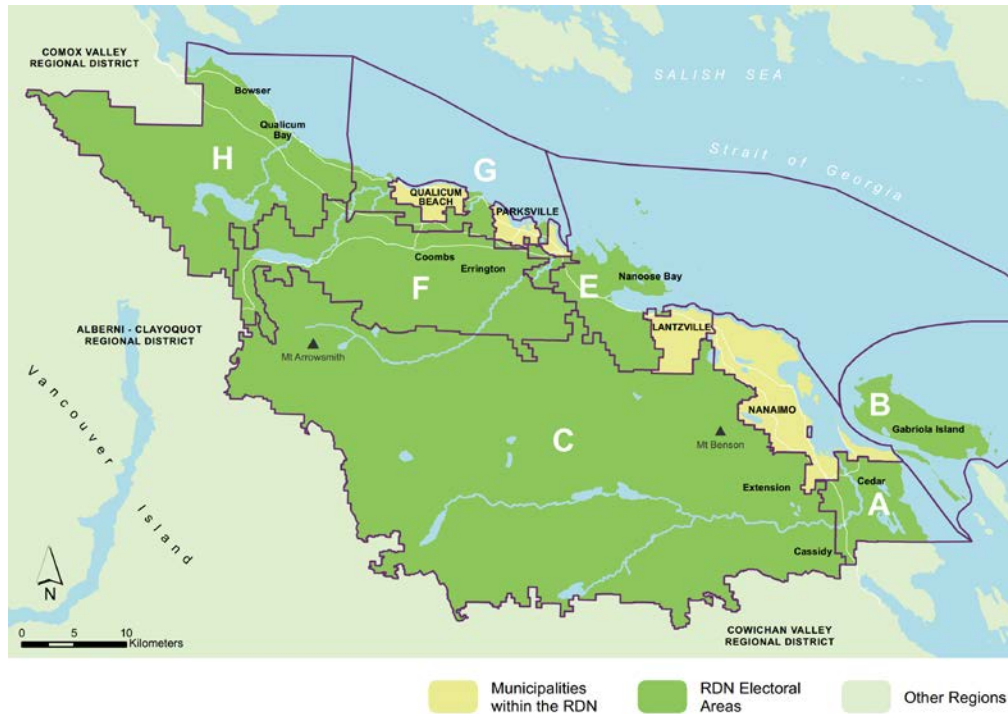 COMOX VALLEY
REGIONAL DISTRICT
SALISH SEA
Bowser
Strait of Georgia
Qualicum
Bay
H
G
QUALICUM
BEACH
PARKSVILLE
Coombs
Errington
F
E
Nanoose Bay
LANTZVILLE
ALBERNI - CLAYOQUOT
REGIONAL DISTRICT
Mt Arrowsmith
Vancouver
Island
B
Gabriola Island
NANAIMO
Mt Benson
C
Extension
Cedar
A
Cassidy
N
0 5 10
Kilometers
COWICHAN VALLEY
REGIONAL DISTRICT
Municipalities
within the RDN
RDN Electoral
Areas
Other Regions